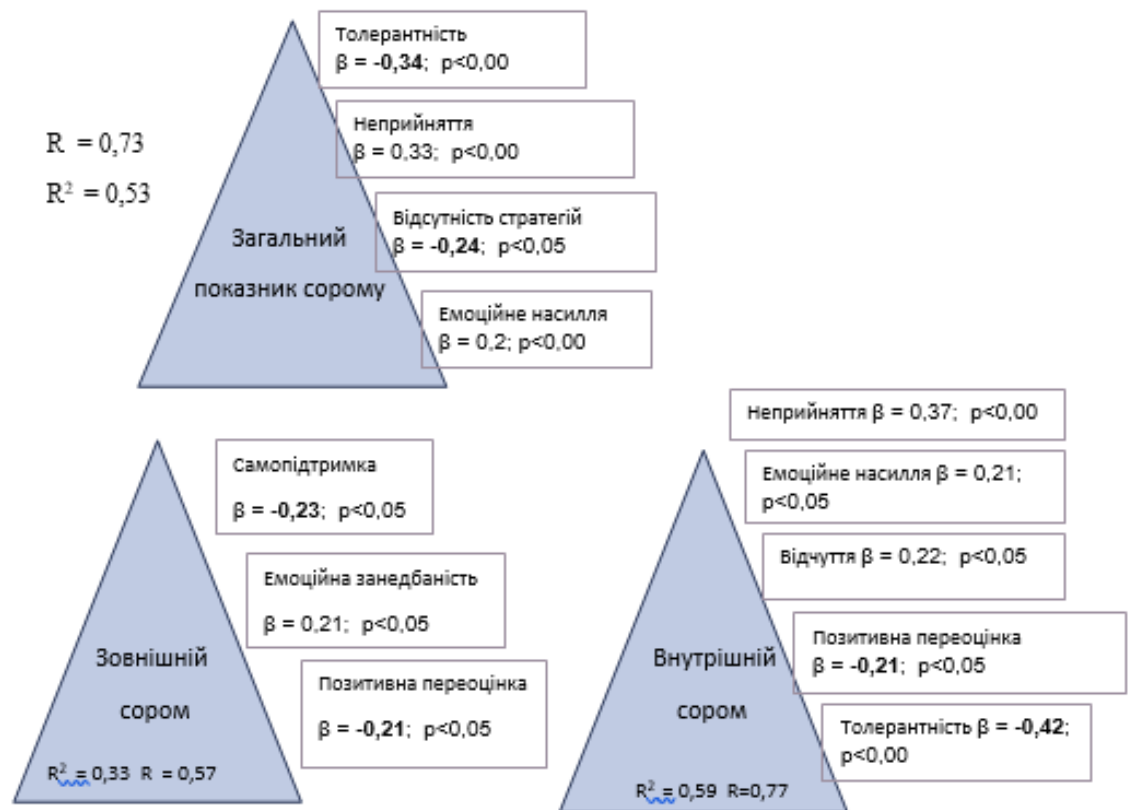 Толерантність
β = -0,34; p<0,00
R = 0,73
R² = 0,53
Неприйняття
β = 0,33; p<0,00
Відсутність стратегій
β = -0,24; p<0,05
Загальний
показник сорому
Емоційне насилля
β = 0,2; p<0,00
Самопідтримка
β = -0,23; p<0,05
Емоційна занедбаність
β = 0,21; p<0,05
Позитивна переоцінка
β = -0,21; p<0,05
Зовнішній
сором
R² = 0,33 R = 0,57
Неприйняття β = 0,37; p<0,00
Емоційне насилля β = 0,21;
p<0,05
Відчуття β = 0,22; p<0,05
Позитивна переоцінка
β = -0,21; p<0,05
Толерантність β = -0,42;
p<0,00
Внутрішній
сором
R² = 0,59 R=0,77